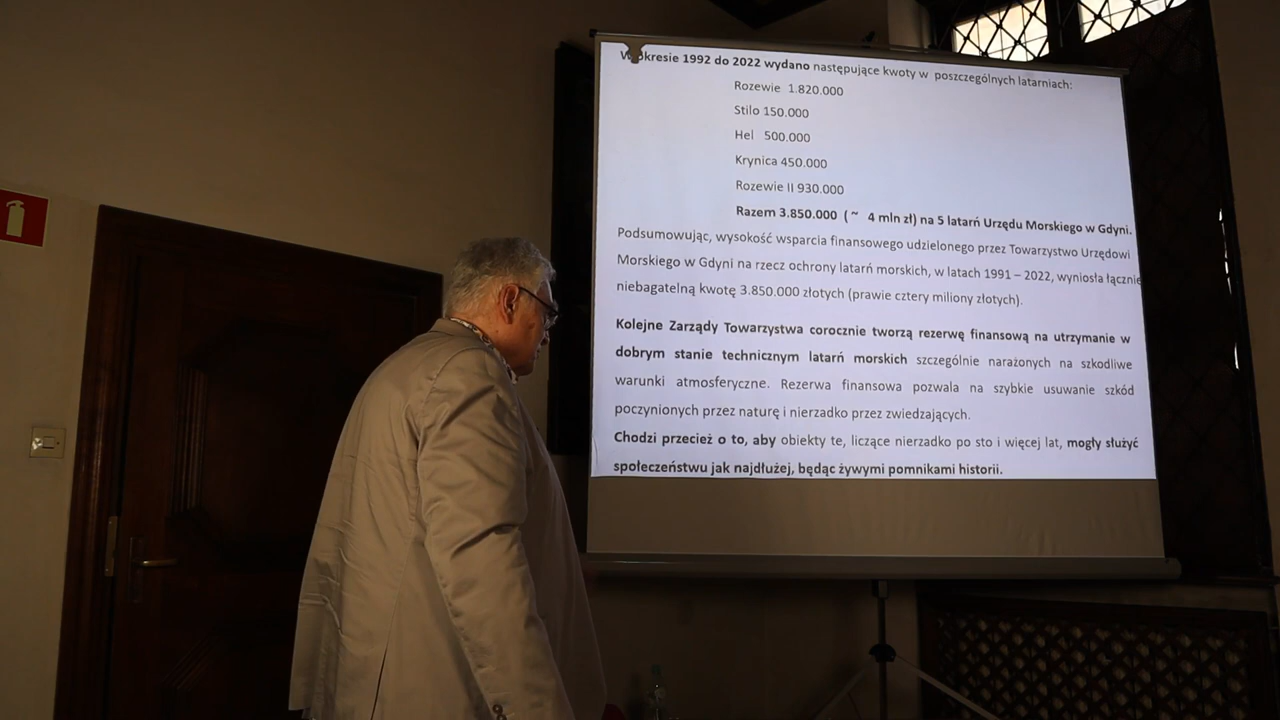 W okresie 1992 do 2022 wydano następujące kwoty w poszczególnych latarniach:
Rozewie 1.820.000
Stilo 150.000
Hel 500.000
Krynica 450.000
Rozewie II 930.000
Razem 3.850.000 ( ~ 4 mln zł) na 5 latarń Urzędu Morskiego w Gdyni.
Podsumowując, wysokość wsparcia finansowego udzielonego przez Towarzystwo Urzędowi
Morskiego w Gdyni na rzecz ochrony latarń morskich, w latach 1991 – 2022, wyniosła łącznie
niebagatelną kwotę 3.850.000 złotych (prawie cztery miliony złotych).
Kolejne Zarządy Towarzystwa corocznie tworzą rezerwę finansową na utrzymanie w
dobrym stanie technicznym latarń morskich szczególnie narażonych na szkodliwe
warunki atmosferyczne. Rezerwa finansowa pozwala na szybkie usuwanie szkód
poczynionych przez naturę i nierzadko przez zwiedzających.
Chodzi przecież o to, aby obiekty te, liczące nierzadko po sto i więcej lat, mogły służyć
społeczeństwu jak najdłużej, będąc żywymi pomnikami historii.